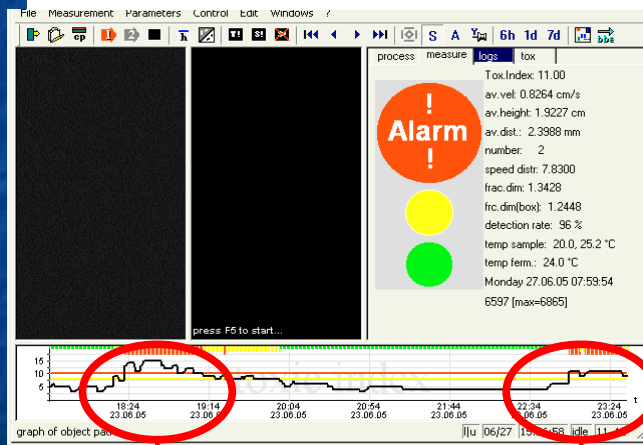 File Measurement Parameters Control Edit Windows ?
cp 1 2 h T! S! S A 6h 1d 7d bbe
process measure logs tox
Tox.Index: 11.00
av.vel: 0.8264 cm/s
av.height: 1.9227 cm
av.dist.: 2.3988 mm
number: 2
speed distr: 7.8300
frac.dim: 1.3428
frc.dim(box): 1.2448
detection rate: 96 %
temp sample: 20.0, 25.2 °C
temp ferm.: 24.0 °C
Monday 27.06.05 07:59:54
6597 [max=6865]
!
Alarm
!
press F5 to start...
toxic index
15
10
5
18:24 19:14 20:04 20:54 21:44 22:34 23:24 t
23.06.05 23.06.05 23.06.05 23.06.05 23.06.05 23.06.05 23.06.05
graph of object pa 06/27 idle